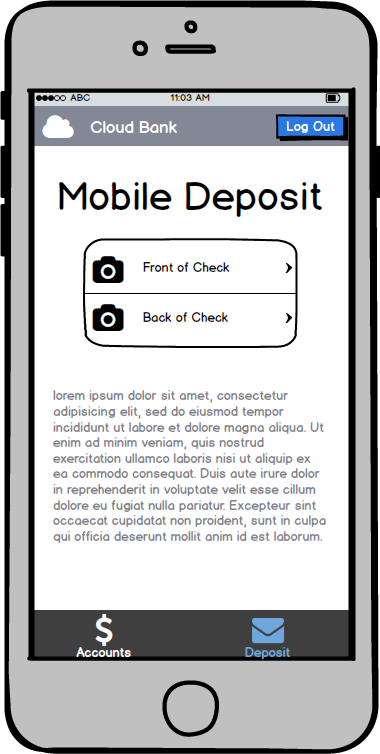 ABC 11:03 AM
Cloud Bank Log Out
Mobile Deposit
Front of Check
Back of Check
lorem ipsum dolor sit amet, consectetur
adipisicing elit, sed do eiusmod tempor
incididunt ut labore et dolore magna aliqua. Ut
enim ad minim veniam, quis nostrud
exercitation ullamco laboris nisi ut aliquip ex
ea commodo consequat. Duis aute irure dolor
in reprehenderit in voluptate velit esse cillum
dolore eu fugiat nulla pariatur. Excepteur sint
occaecat cupidatat non proident, sunt in culpa
qui officia deserunt mollit anim id est laborum.
$
Accounts Deposit